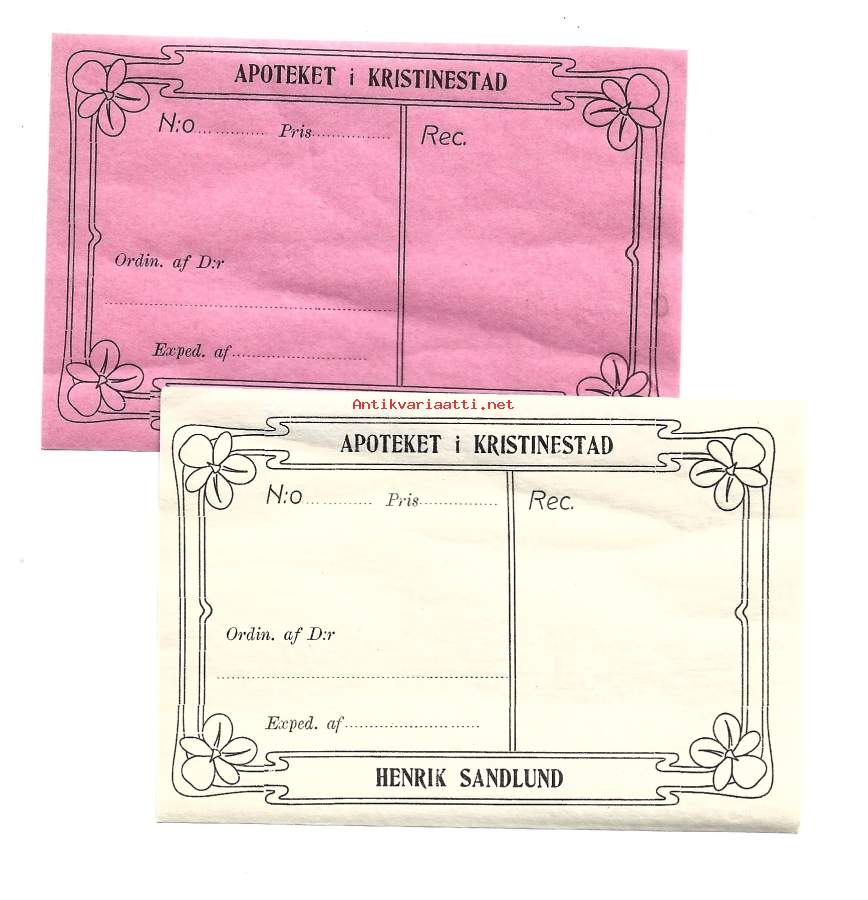 APOTEKET i KRISTINESTAD
N:o ............ Pris ................ Rec.
Ordin. af D:r
Exped. af ............................
Antikvariaatti.net
APOTEKET i KRISTINESTAD
N:o ............ Pris ................ Rec.
Ordin. af D:r
Exped. af ............................
HENRIK SANDLUND